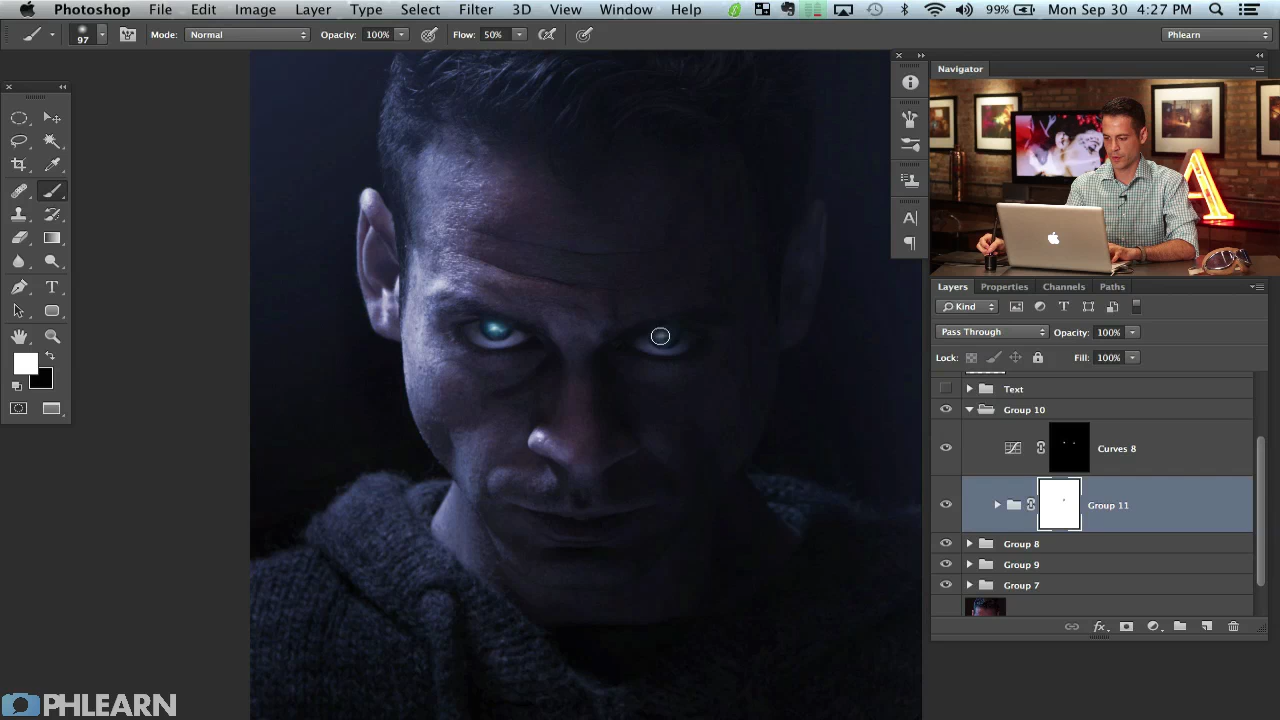 Photoshop File Edit Image Layer Type Select Filter 3D View Window Help 99% Mon Sep 30 4:27 PM
97 Mode: Normal Opacity: 100% Flow: 50% Phlearn
Navigator
A
Layers Properties Channels Paths
Kind
Pass Through Opacity: 100%
Lock: Fill: 100%
Text
Group 10
Curves 8
Group 11
Group 8
Group 9
Group 7
fx
PHLEARN